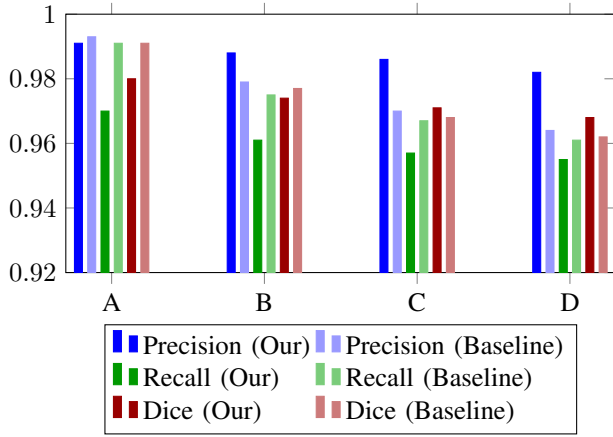 1
0.98
0.96
0.94
0.92
A B C D
Precision (Our) Precision (Baseline)
Recall (Our) Recall (Baseline)
Dice (Our) Dice (Baseline)